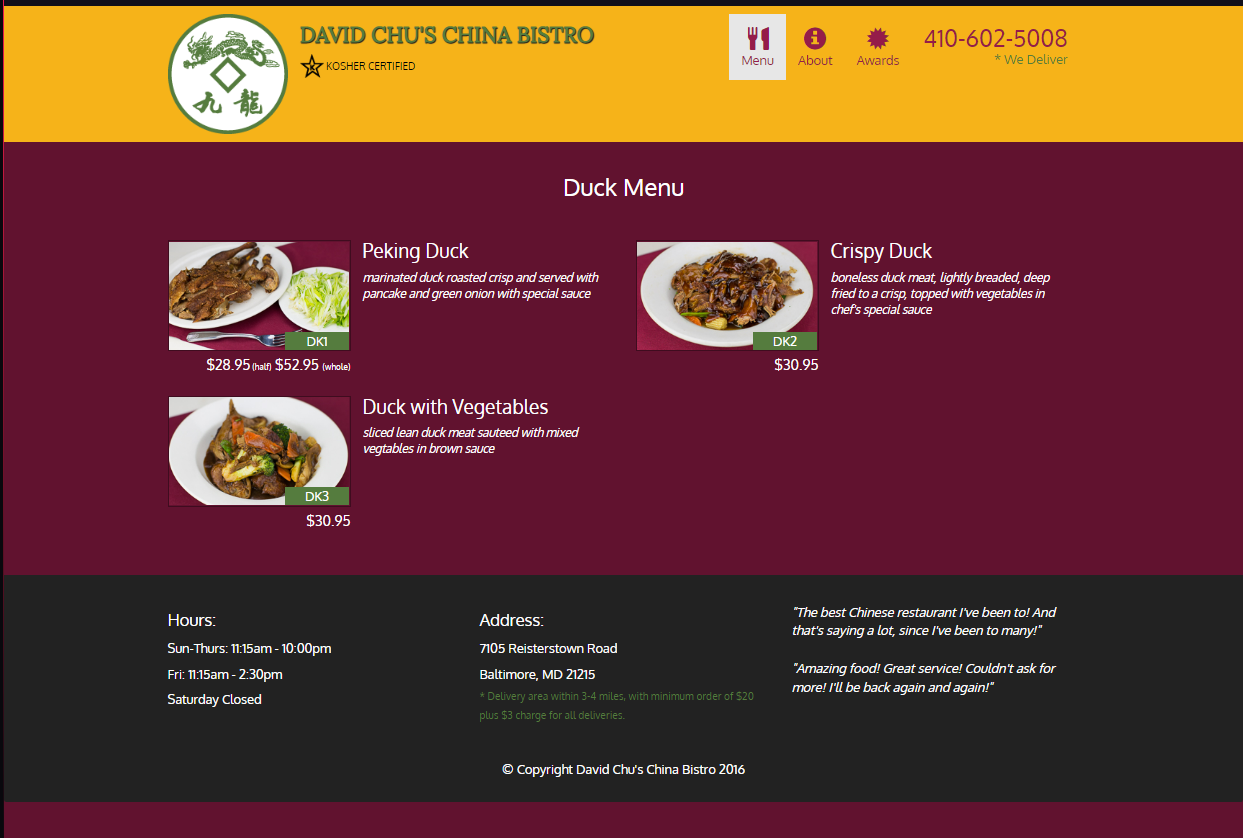 DAVID CHU'S CHINA BISTRO
K
KOSHER CERTIFIED
九龍
Menu
About
Awards
410-602-5008
* We Deliver
Duck Menu
Peking Duck
marinated duck roasted crisp and served with
pancake and green onion with special sauce
DK1
$28.95 (half) $52.95 (whole)
Crispy Duck
boneless duck meat, lightly breaded, deep
fried to a crisp, topped with vegetables in
chef's special sauce
DK2
$30.95
Duck with Vegetables
sliced lean duck meat sauteed with mixed
vegtables in brown sauce
DK3
$30.95
Hours:
Sun-Thurs: 11:15am - 10:00pm
Fri: 11:15am - 2:30pm
Saturday Closed
Address:
7105 Reisterstown Road
Baltimore, MD 21215
* Delivery area within 3-4 miles, with minimum order of $20
plus $3 charge for all deliveries.
"The best Chinese restaurant I've been to! And
that's saying a lot, since I've been to many!"
"Amazing food! Great service! Couldn't ask for
more! I'll be back again and again!"
© Copyright David Chu's China Bistro 2016